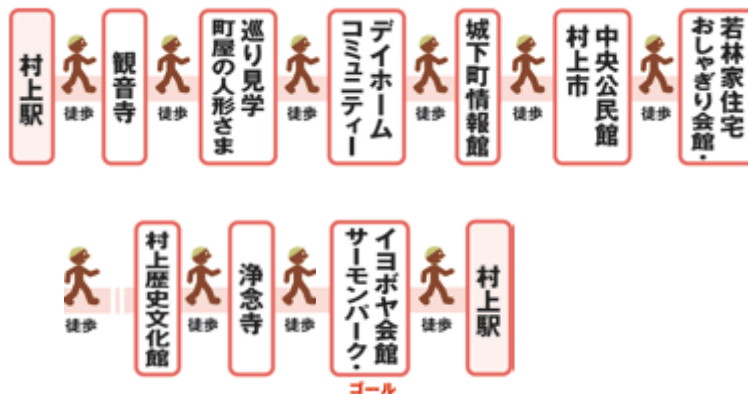 村上駅
徒歩
観音寺
徒歩
町屋の人形さま
巡り見学
徒歩
コミュニティー
デイホーム
徒歩
城下町情報館
徒歩
村上市
中央公民館
徒歩
おしゃぎり会館・
若林家住宅
徒歩
村上歴史文化館
徒歩
浄念寺
徒歩
サーモンパーク・
イヨボヤ会館
ゴール
徒歩
村上駅